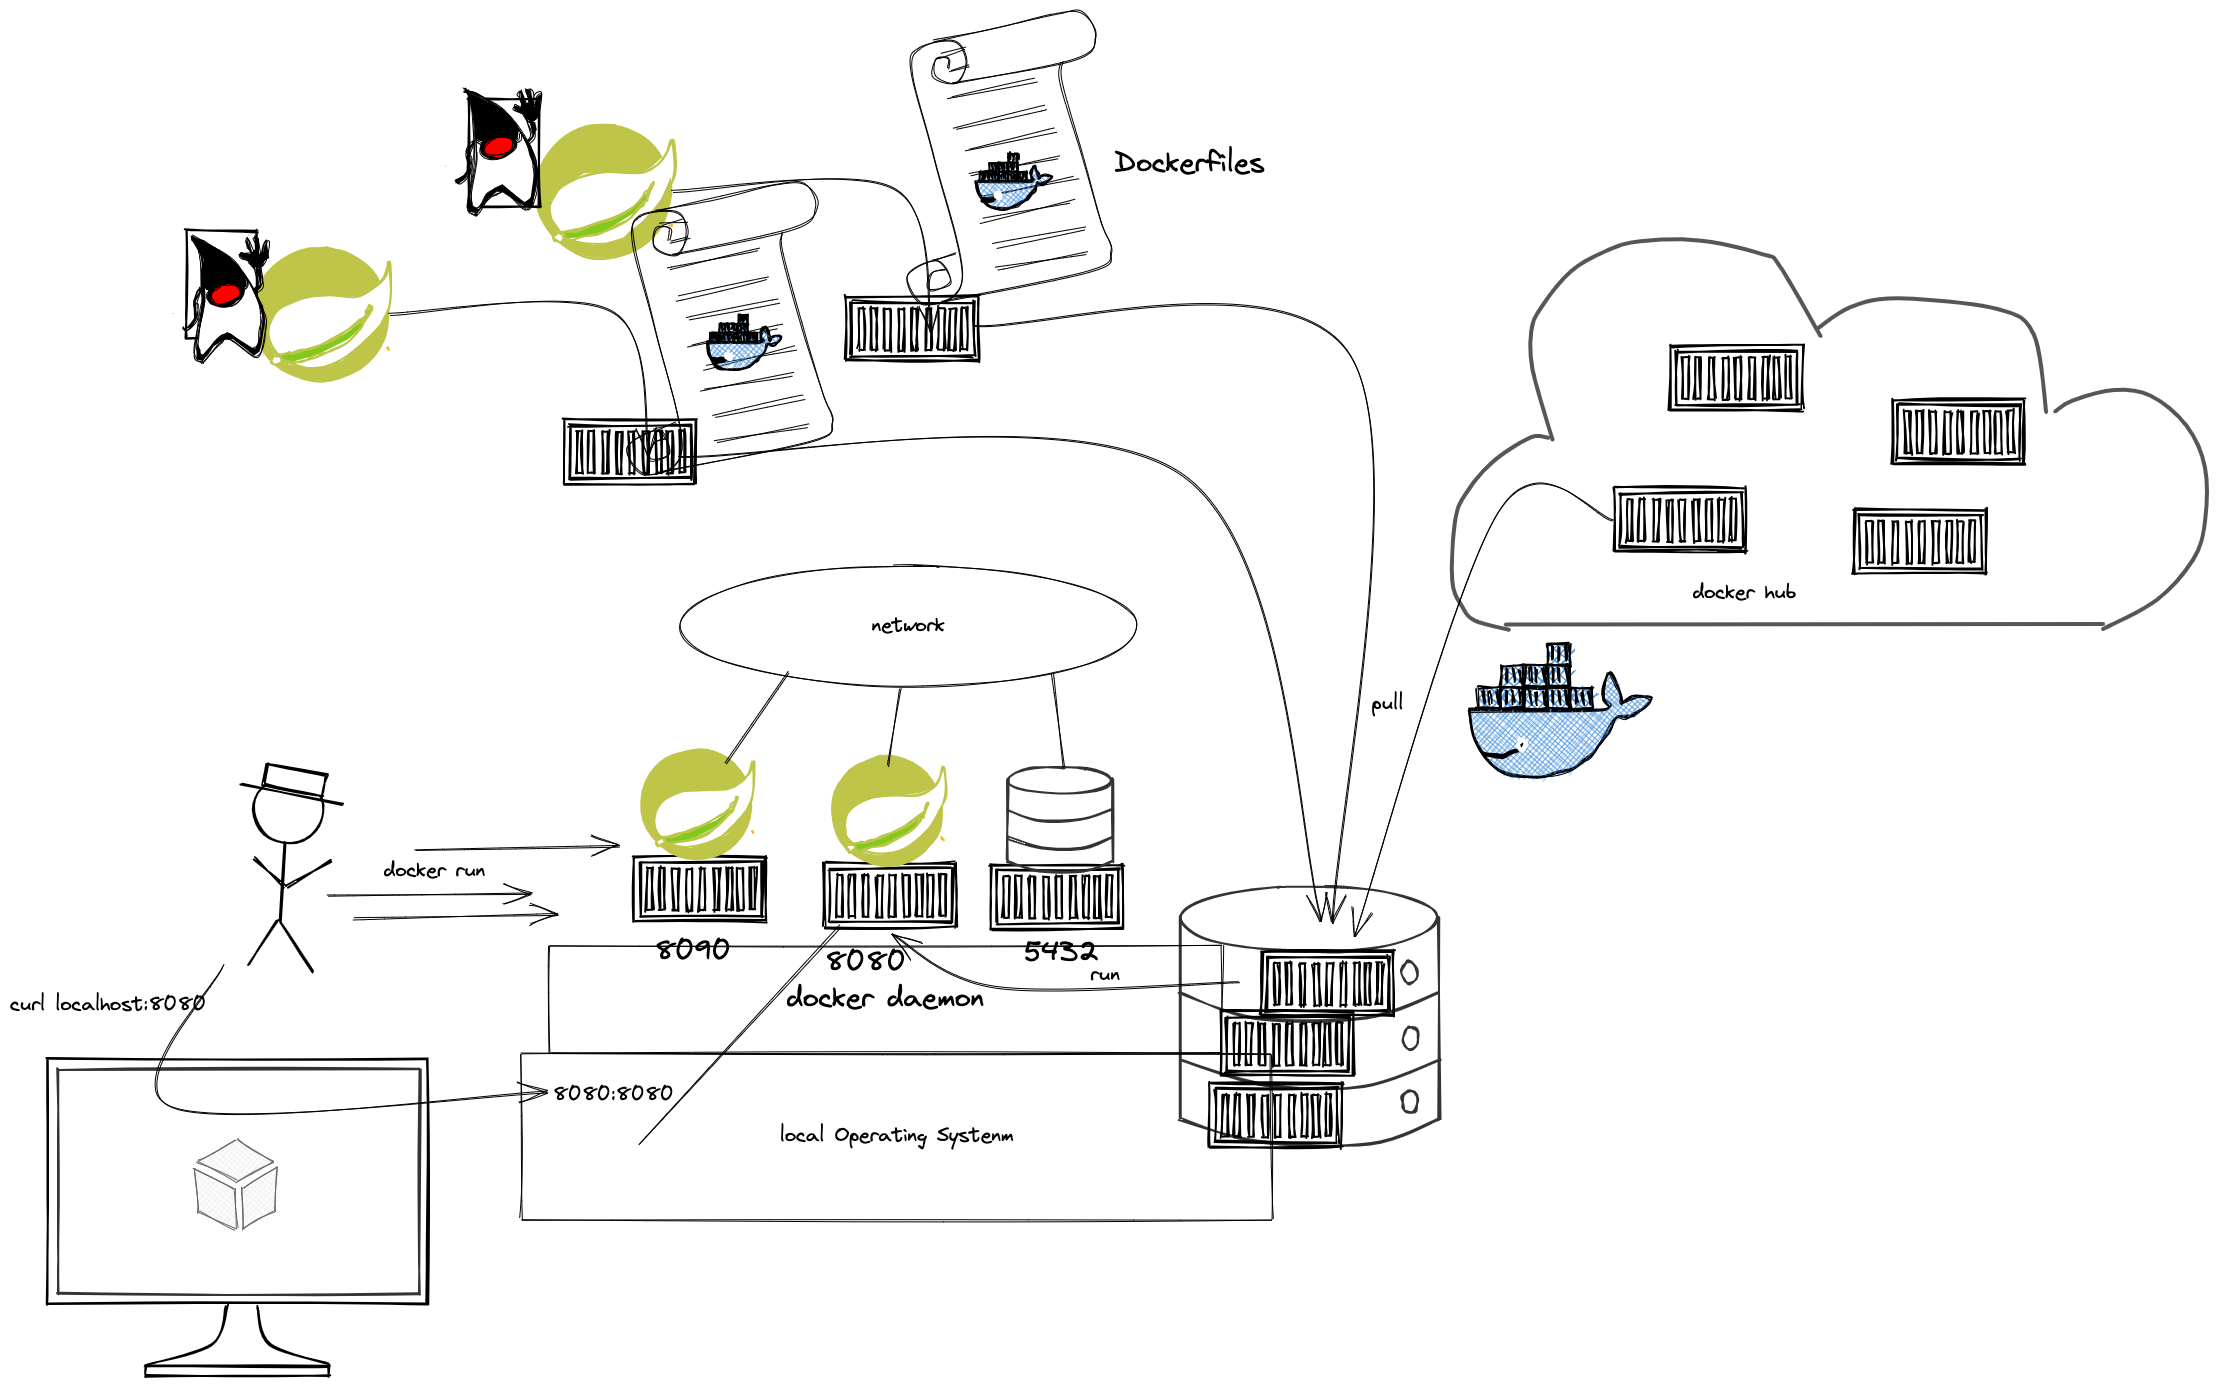 Dockerfiles
docker hub
network
pull
docker run
8090
8080
5432
run
docker daemon
curl localhost:8080
8080:8080
local Operating Systenm